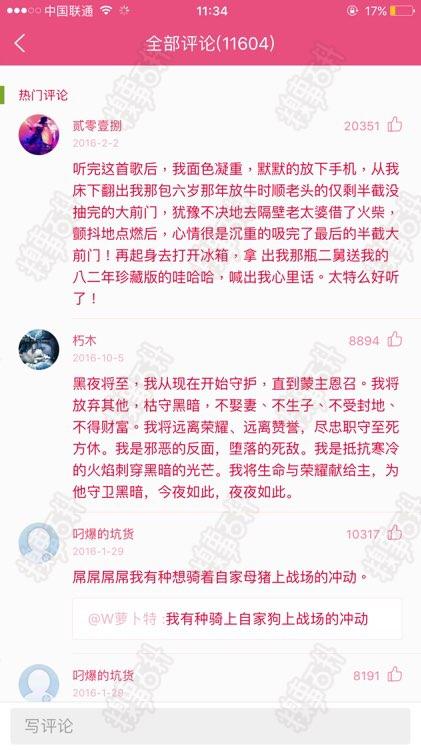 中国联通
11:34
17%
全部评论(11604)
热门评论
贰零壹捌
20351
2016-2-2
听完这首歌后，我面色凝重，默默的放下手机，从我
床下翻出我那包六岁那年放牛时顺老头的仅剩半截没
抽完的大前门，犹豫不决地去隔壁老太婆借了火柴，
颤抖地点燃后，心情很是沉重的吸完了最后的半截大
前门！再起身去打开冰箱，拿 出我那瓶二舅送我的
八二年珍藏版的哇哈哈，喊出我心里话。太特么好听
了！
朽木
8894
2016-10-5
黑夜将至，我从现在开始守护，直到蒙主恩召。我将
放弃其他，枯守黑暗，不娶妻、不生子、不受封地、
不得财富。我将远离荣耀、远离赞誉，尽忠职守至死
方休。我是邪恶的反面，堕落的死敌。我是抵抗寒冷
的火焰刺穿黑暗的光芒。我将生命与荣耀献给主，为
他守卫黑暗，今夜如此，夜夜如此。
叼爆的坑货
10317
2016-1-29
屌屌屌屌我有种想骑着自家母猪上战场的冲动。
@W萝卜特 :我有种骑上自家狗上战场的冲动
叼爆的坑货
8191
2016-1-29
写评论